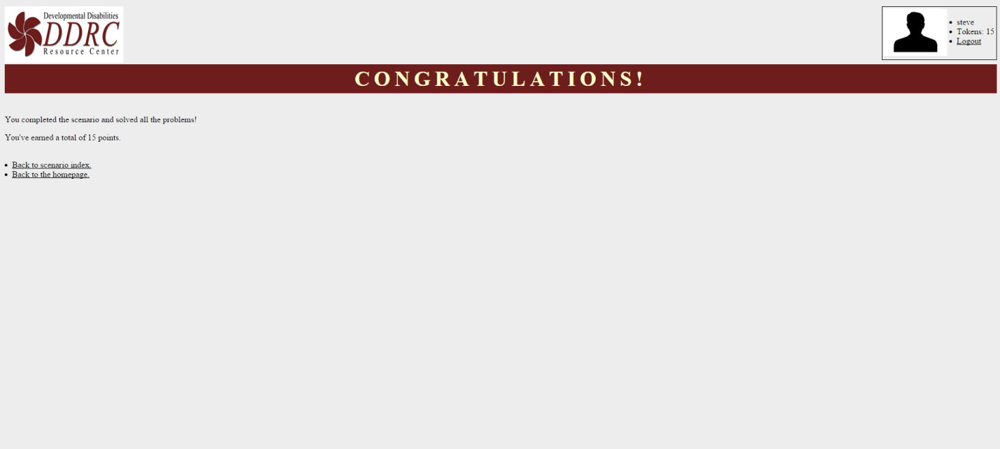 Developmental Disabilities
DDRC
Resource Center
steve
Tokens: 15
Logout
CONGRATULATIONS!
You completed the scenario and solved all the problems!
You've earned a total of 15 points.
Back to scenario index.
Back to the homepage.